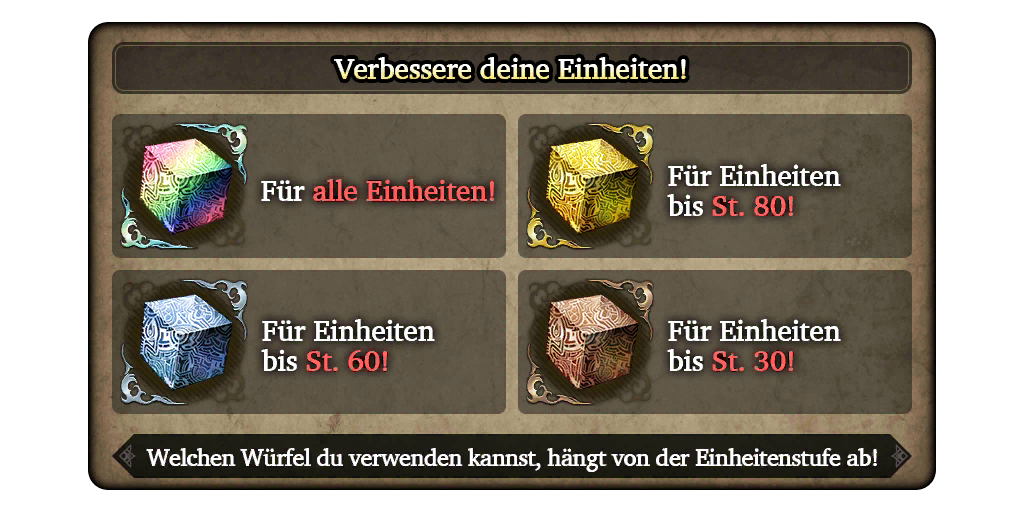 Verbessere deine Einheiten!
Für alle Einheiten!
Für Einheiten
bis St. 80!
Für Einheiten
bis St. 60!
Für Einheiten
bis St. 30!
Welchen Würfel du verwenden kannst, hängt von der Einheitenstufe ab!